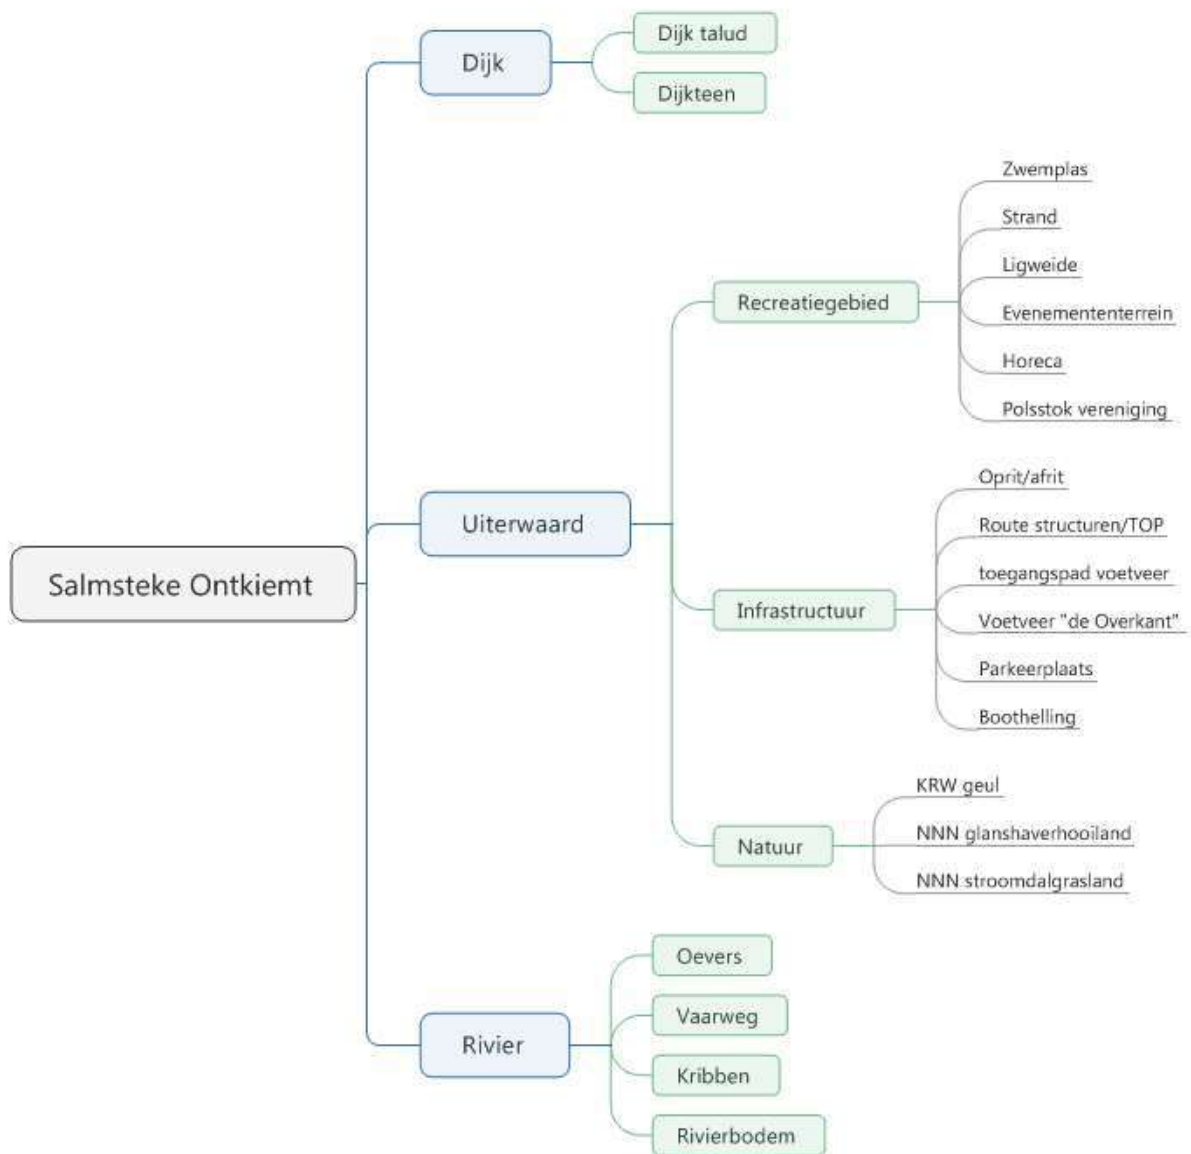 Salmsteke Ontkiemt
Dijk
Dijk talud
Dijkteen
Uiterwaard
Recreatiegebied
Zwemplas
Strand
Ligweide
Evenemententerrein
Horeca
Polsstok vereniging
Infrastructuur
Oprit/afrit
Route structuren/TOP
toegangspad voetveer
Voetveer "de Overkant"
Parkeerplaats
Boothelling
Natuur
KRW geul
NNN glanshaverhooiland
NNN stroomdalgrasland
Rivier
Oevers
Vaarweg
Kribben
Rivierbodem